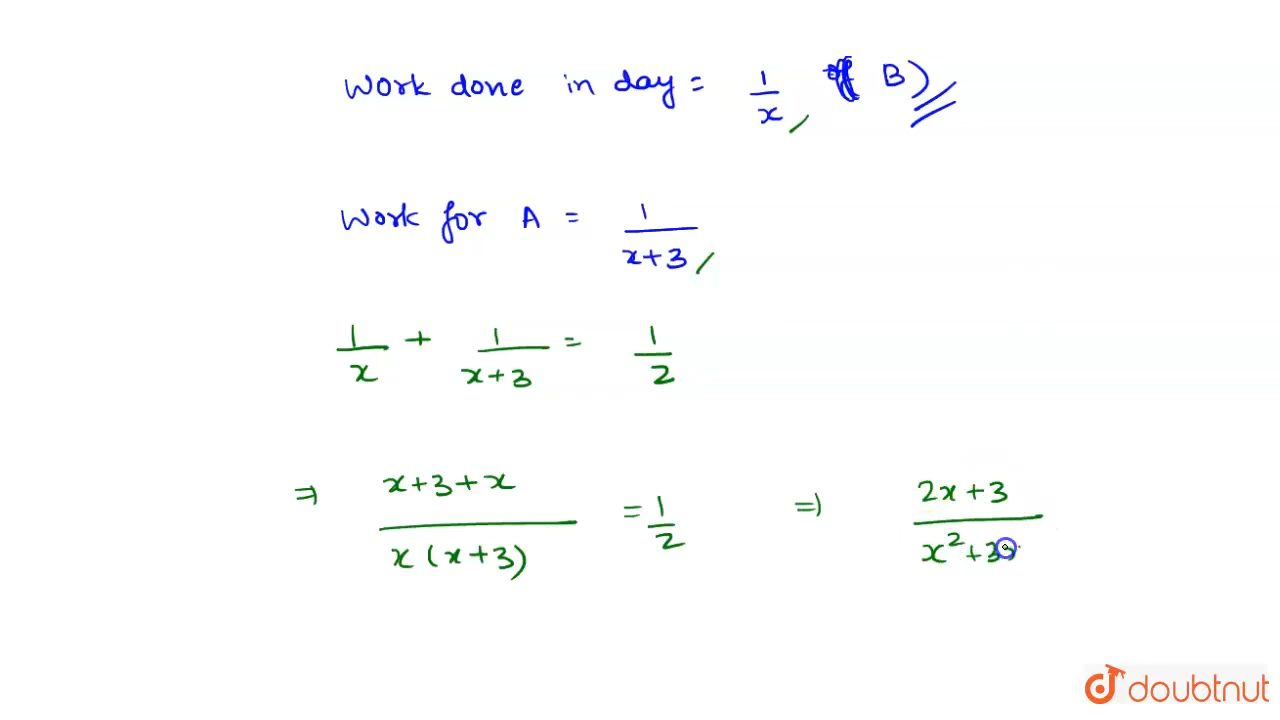 Work done in day = 1/x of B)
Work for A = 1/(x+3)
1/x + 1/(x+3) = 1/2
⇒ (x+3+x)/(x(x+3)) = 1/2 ⇒ (2x+3)/(x²+3
doubtnut